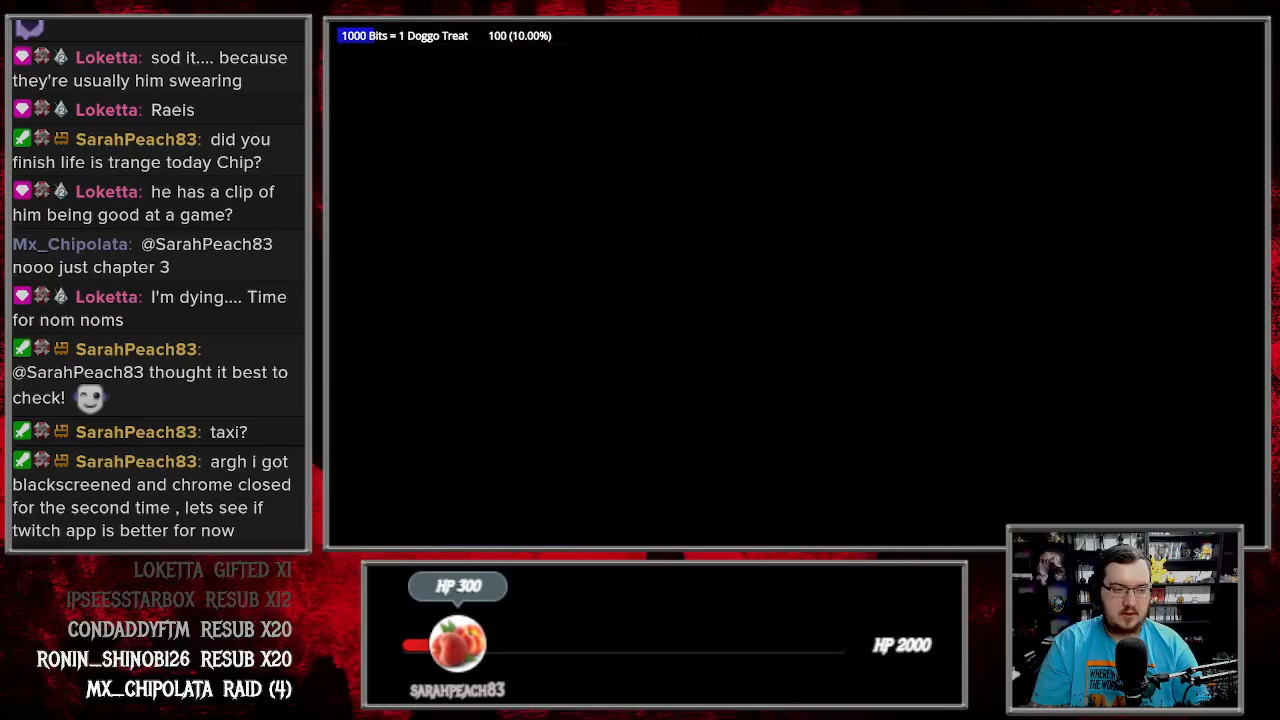 Loketta: sod it.... because
they're usually him swearing
Loketta: Raeis
SarahPeach83: did you
finish life is trange today Chip?
Loketta: he has a clip of
him being good at a game?
Mx_Chipolata: @SarahPeach83
nooo just chapter 3
Loketta: I'm dying.... Time
for nom noms
SarahPeach83:
@SarahPeach83 thought it best to
check!
SarahPeach83: taxi?
SarahPeach83: argh i got
blackscreened and chrome closed
for the second time , lets see if
twitch app is better for now
LOKETTA GIFTED X1
IPSEESSTARBOX RESUB X12
CONDADDYFTM RESUB X20
RONIN_SHINOBI26 RESUB X20
MX_CHIPOLATA RAID (4)
1000 Bits = 1 Doggo Treat 100 (10.00%)
HP 300
HP 2000
SARAHPEACH83